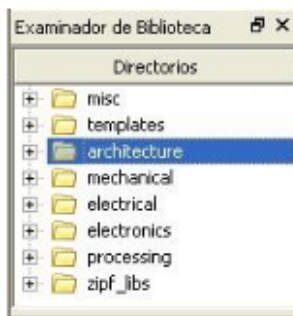 Examinador de Biblioteca
Directorios
misc
templates
architecture
mechanical
electrical
electronics
processing
zipf_libs